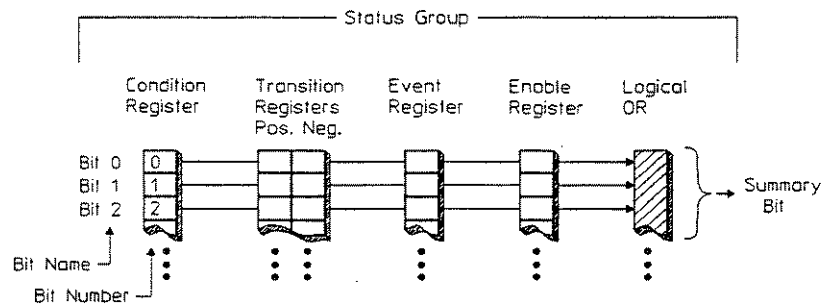 Status Group
Condition Register
Transition Registers Pos. Neg.
Event Register
Enable Register
Logical OR
Bit 0 0
Bit 1 1
Bit 2 2
Summary Bit
Bit Name
Bit Number